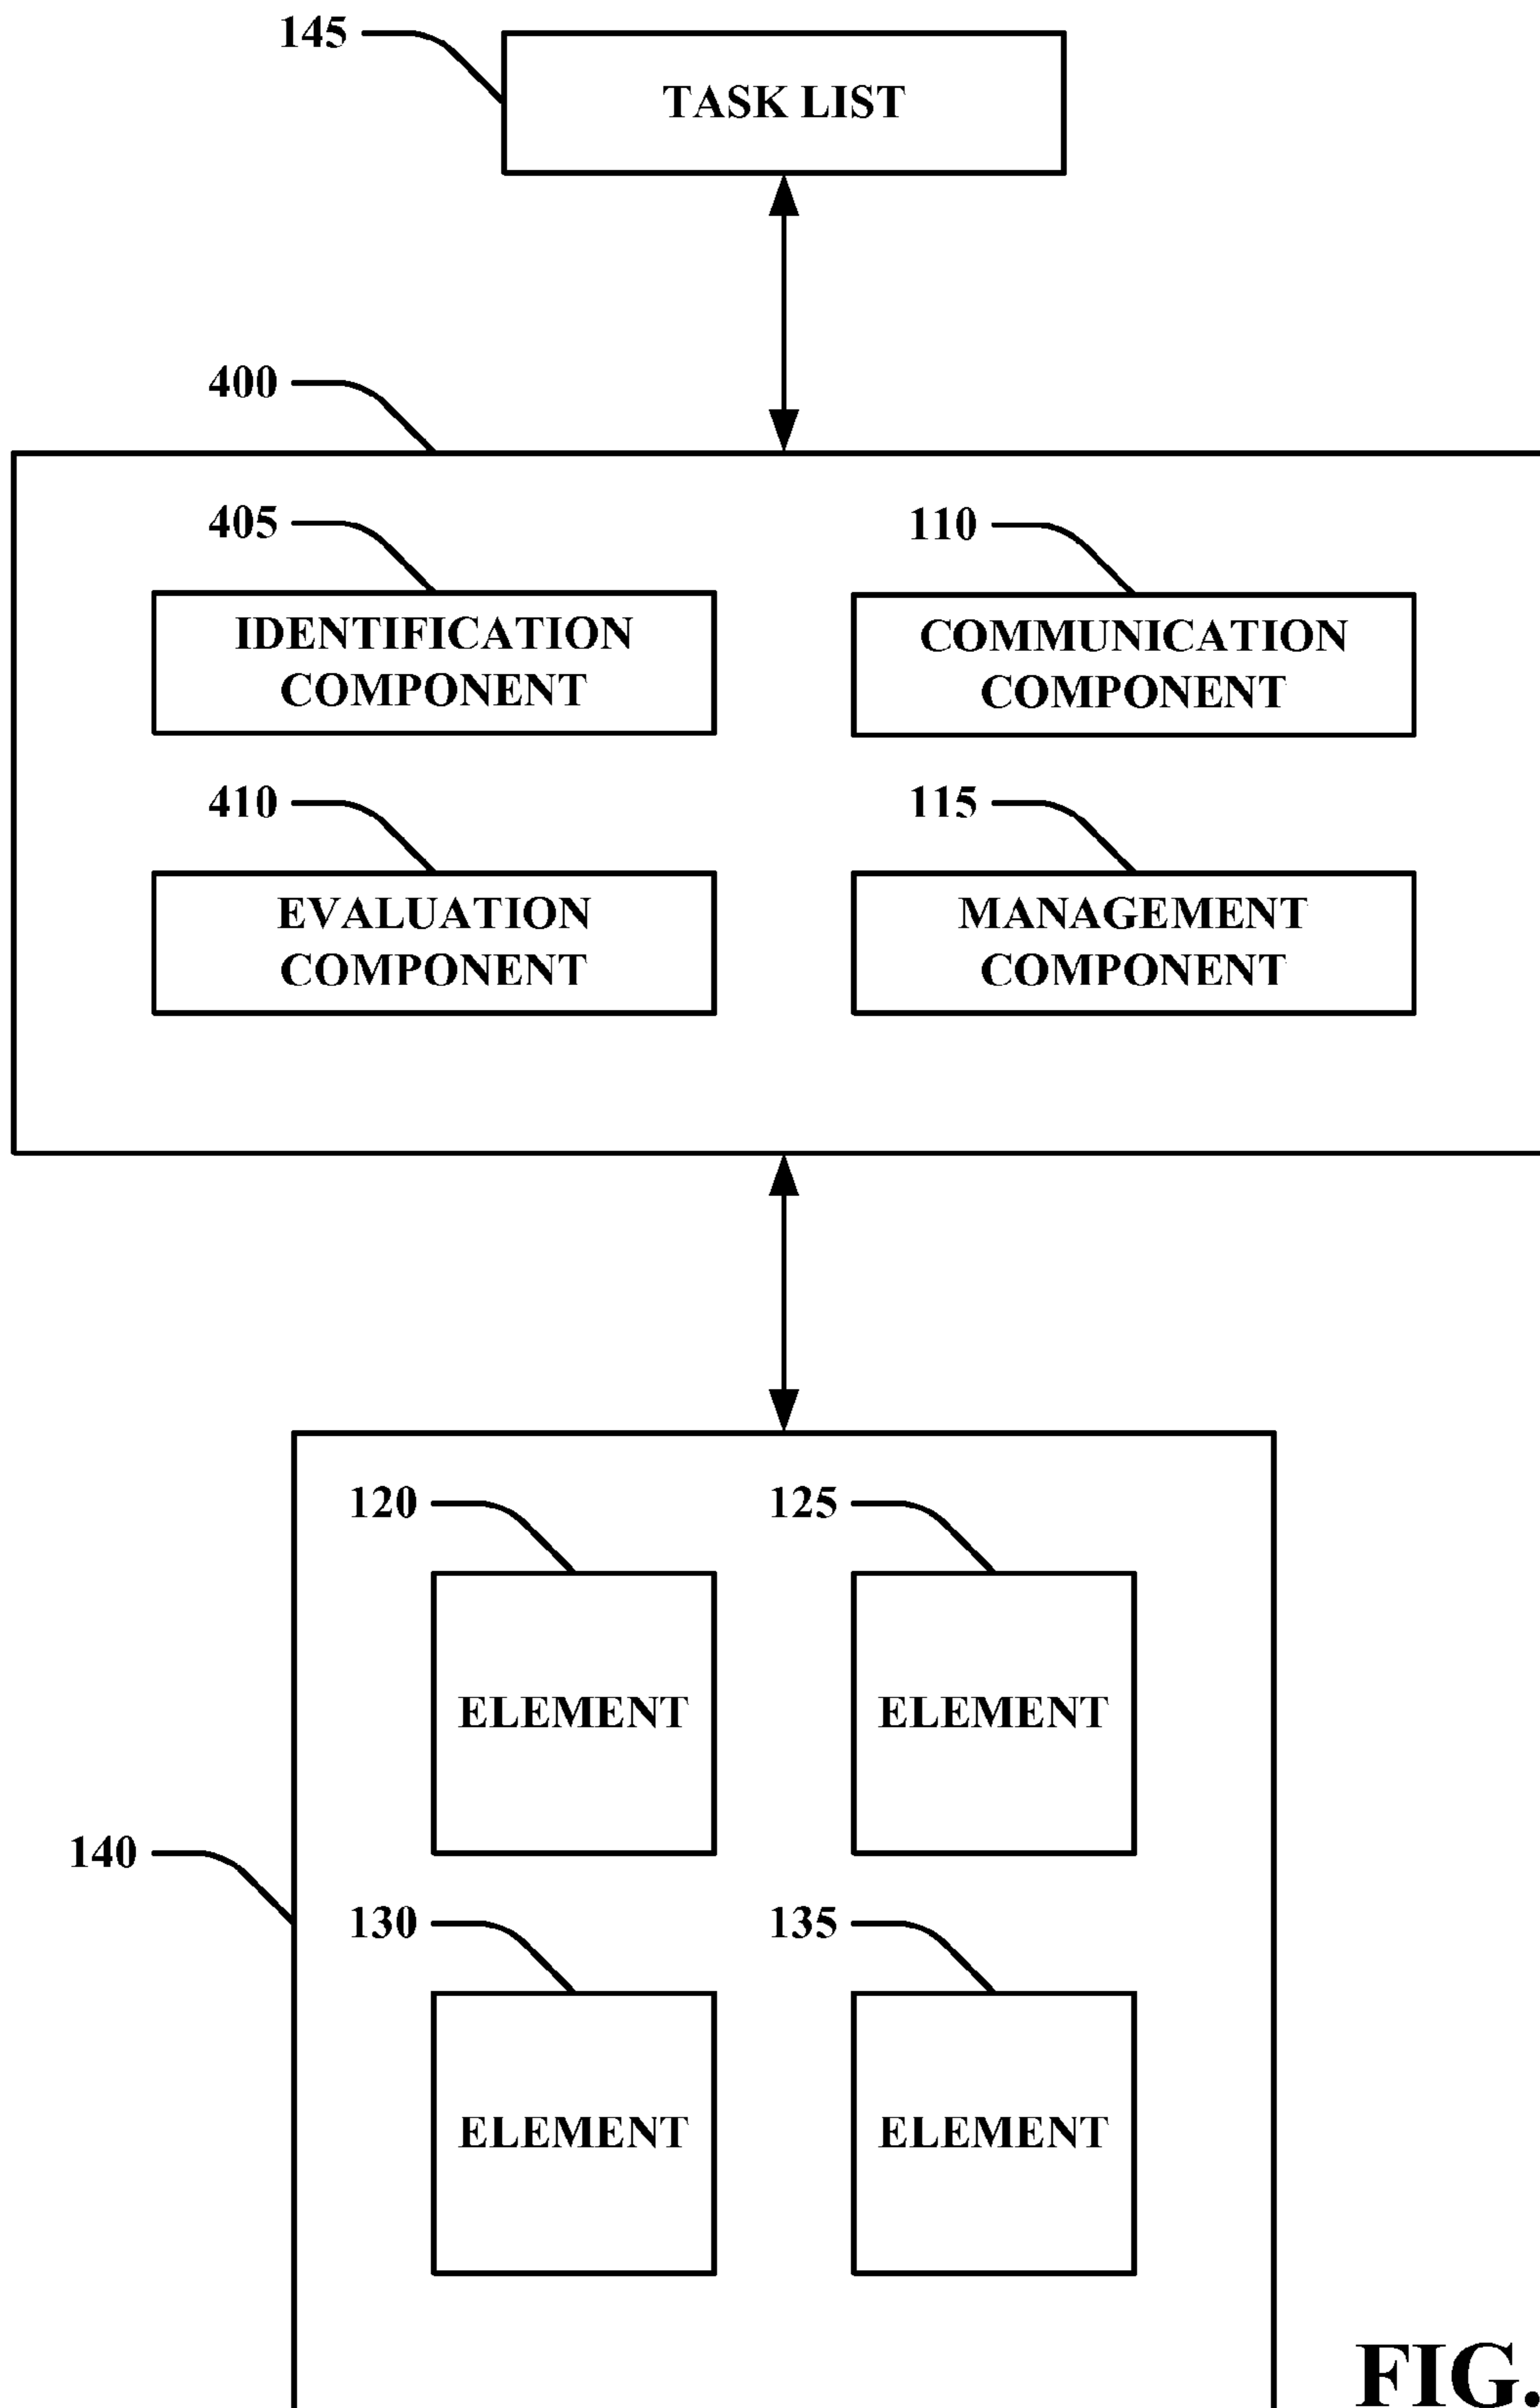 145
TASK LIST
400
405
110
IDENTIFICATION
COMPONENT
COMMUNICATION
COMPONENT
410
115
EVALUATION
COMPONENT
MANAGEMENT
COMPONENT
120
125
ELEMENT
ELEMENT
140
130
135
ELEMENT
ELEMENT
FIG.